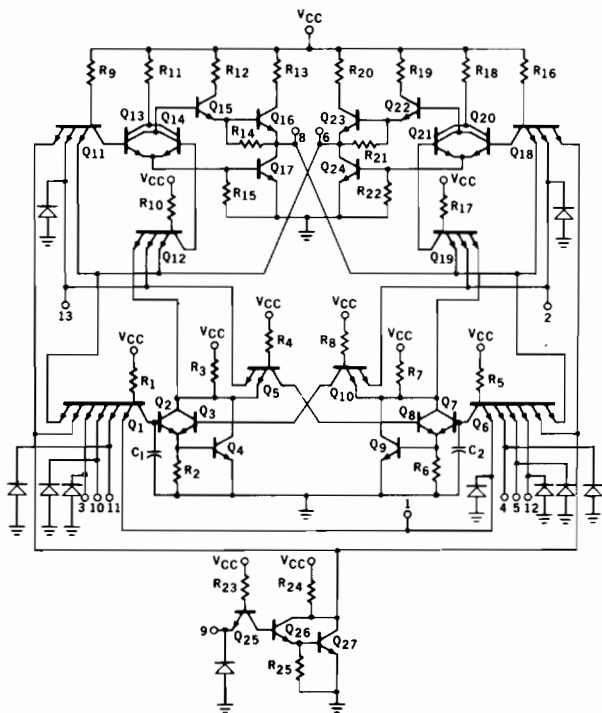 VCC
R9 R11 R12 R13 R20 R19 R18 R16
Q15 Q16 Q23 Q22
Q13 Q14 Q21 Q20
Q11 R14 8 6 R21 Q18
Q17 Q24
VCC R15 R22 VCC
R10 R17
Q12 Q19
13 2
VCC VCC VCC VCC VCC VCC
R1 R3 R4 R8 R7 R5
Q1 Q2 Q3 Q5 Q10 Q8 Q7 Q6
C1 Q4 Q9 C2
R2 R6
3 10 11 1 4 5 12
VCC VCC
R23 R24
9 Q25 Q26 Q27
R25